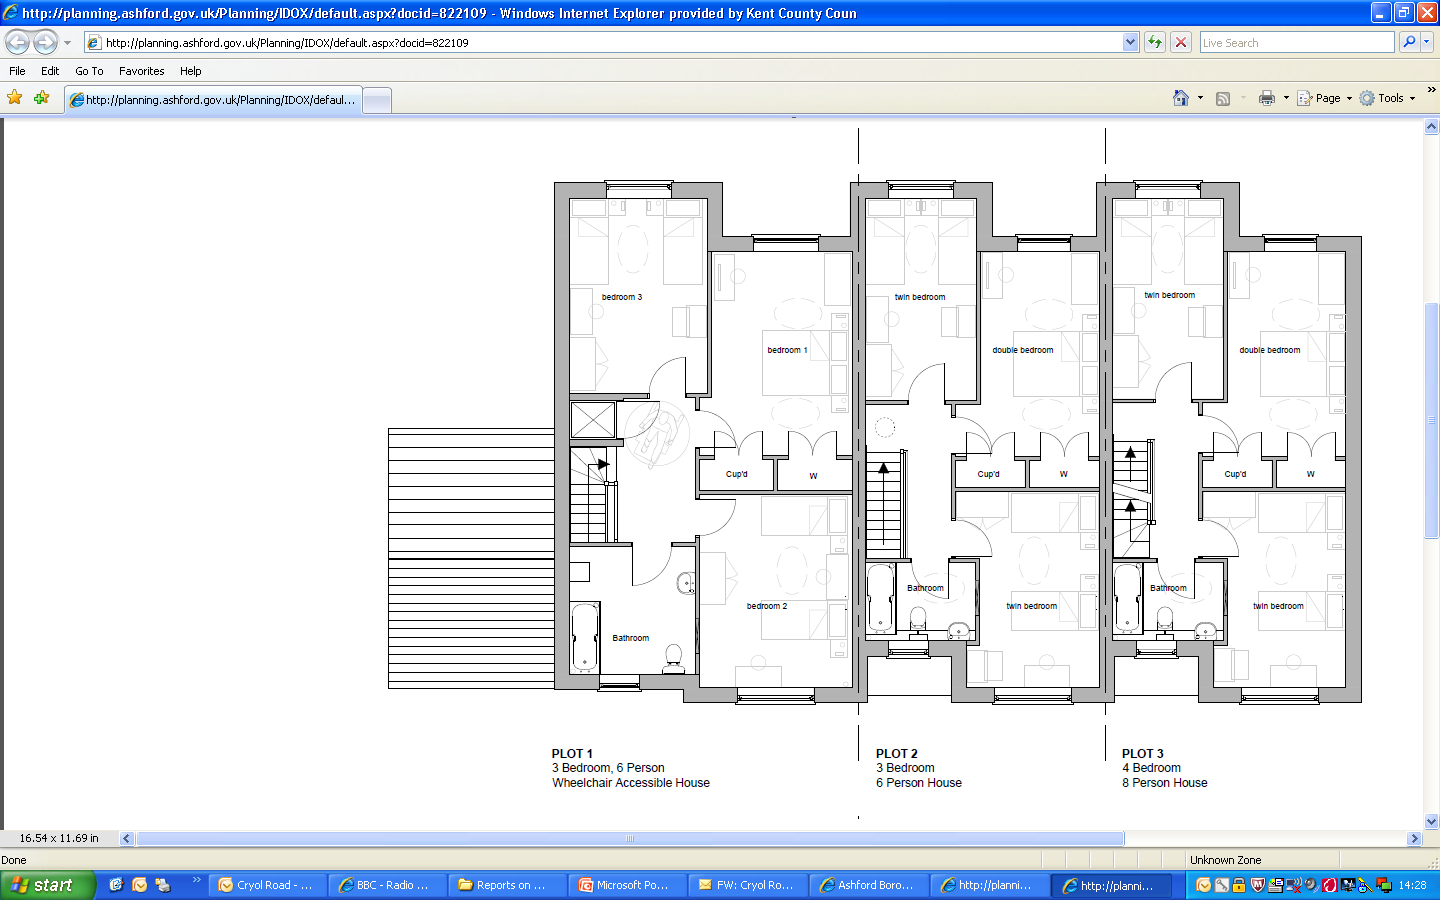 http://planning.ashford.gov.uk/Planning/IDOX/default.aspx?docid=822109 - Windows Internet Explorer provided by Kent County Coun
http://planning.ashford.gov.uk/Planning/IDOX/default.aspx?docid=822109
Live Search
File Edit Go To Favorites Help
http://planning.ashford.gov.uk/Planning/IDOX/defaul...
Page Tools
bedroom 3
twin bedroom
twin bedroom
bedroom 1
double bedroom
double bedroom
Cup'd
W
Cup'd
W
Cup'd
W
Bathroom
Bathroom
bedroom 2
twin bedroom
twin bedroom
Bathroom
PLOT 1
3 Bedroom, 6 Person
Wheelchair Accessible House
PLOT 2
3 Bedroom
6 Person House
PLOT 3
4 Bedroom
8 Person House
16.54 x 11.69 in
Done
Unknown Zone
start
Cryol Road - ...
BBC - Radio ...
Reports on ...
Microsoft Po...
FW: Cryol Ro...
Ashford Boro...
http://planni...
http://planni...
14:28